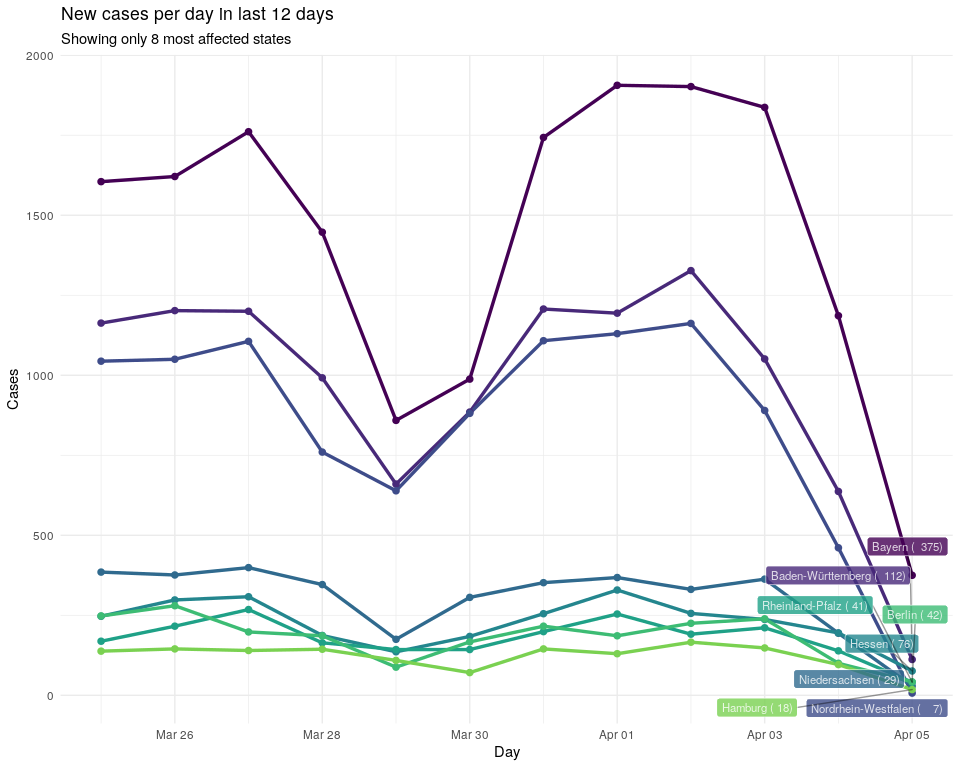 New cases per day in last 12 days
Showing only 8 most affected states
2000
1500
1000
500
0
Cases
Bayern (  375)
Baden-Württemberg (  112)
Rheinland-Pfalz ( 41)
Berlin ( 42)
Hessen ( 76)
Niedersachsen ( 29)
Hamburg ( 18)
Nordrhein-Westfalen (    7)
Mar 26
Mar 28
Mar 30
Apr 01
Apr 03
Apr 05
Day